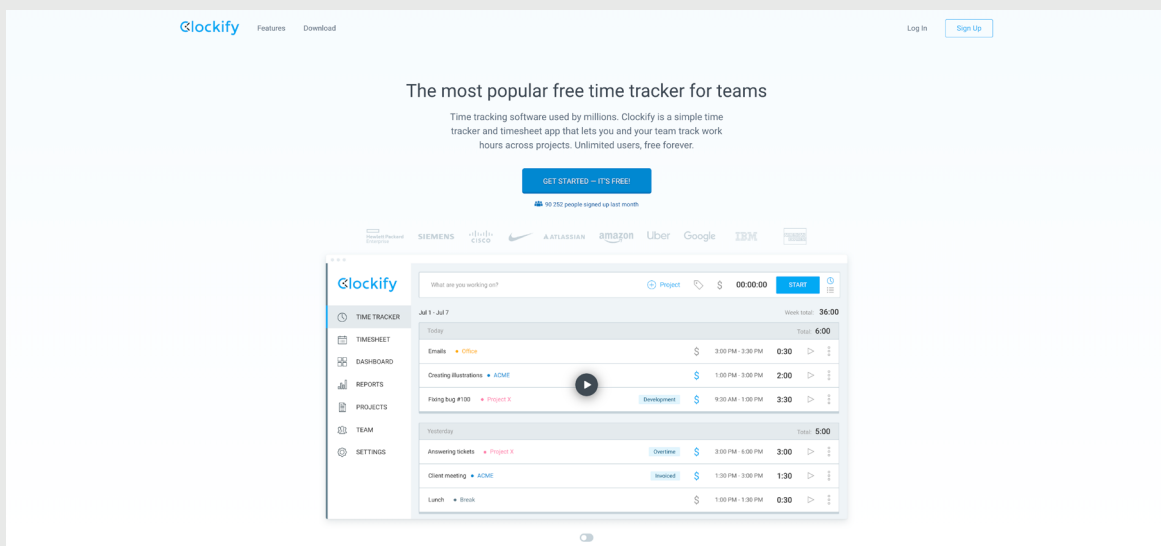 Clockify
Features
Download
Log In
Sign Up
The most popular free time tracker for teams
Time tracking software used by millions. Clockify is a simple time
tracker and timesheet app that lets you and your team track work
hours across projects. Unlimited users, free forever.
GET STARTED — IT'S FREE!
90 252 people signed up last month
Hewlett Packard
Enterprise
SIEMENS
CISCO
ATLASSIAN
amazon
Uber
Google
IBM
Clockify
What are you working on?
Project
$
00:00:00
START
TIME TRACKER
TIMESHEET
DASHBOARD
REPORTS
PROJECTS
TEAM
SETTINGS
Jul 1 - Jul 7
Week total: 36:00
Today
Total: 6:00
Emails • Office $ 3:00 PM - 3:30 PM 0:30
Creating illustrations • ACME $ 1:00 PM - 3:00 PM 2:00
Fixing bug #100 • Project X Development $ 9:30 AM - 1:00 PM 3:30
Yesterday
Total: 5:00
Answering tickets • Project X Overtime $ 3:00 PM - 6:00 PM 3:00
Client meeting • ACME Invoiced $ 1:30 PM - 3:00 PM 1:30
Lunch • Break $ 1:00 PM - 1:30 PM 0:30